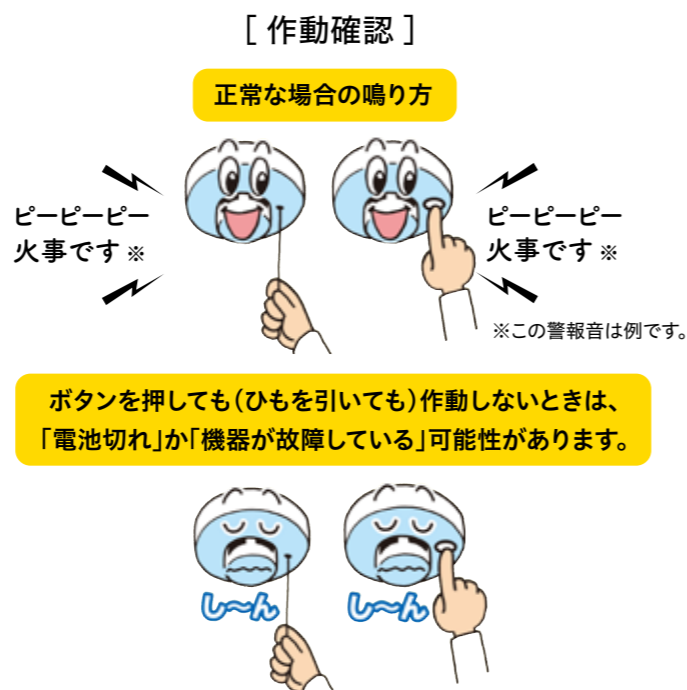 ［ 作動確認 ］
正常な場合の鳴り方
ピーピーピー
火事です ※
ピーピーピー
火事です ※
※この警報音は例です。
ボタンを押しても（ひもを引いても）作動しないときは、
「電池切れ」か「機器が故障している」可能性があります。
し〜ん
し〜ん